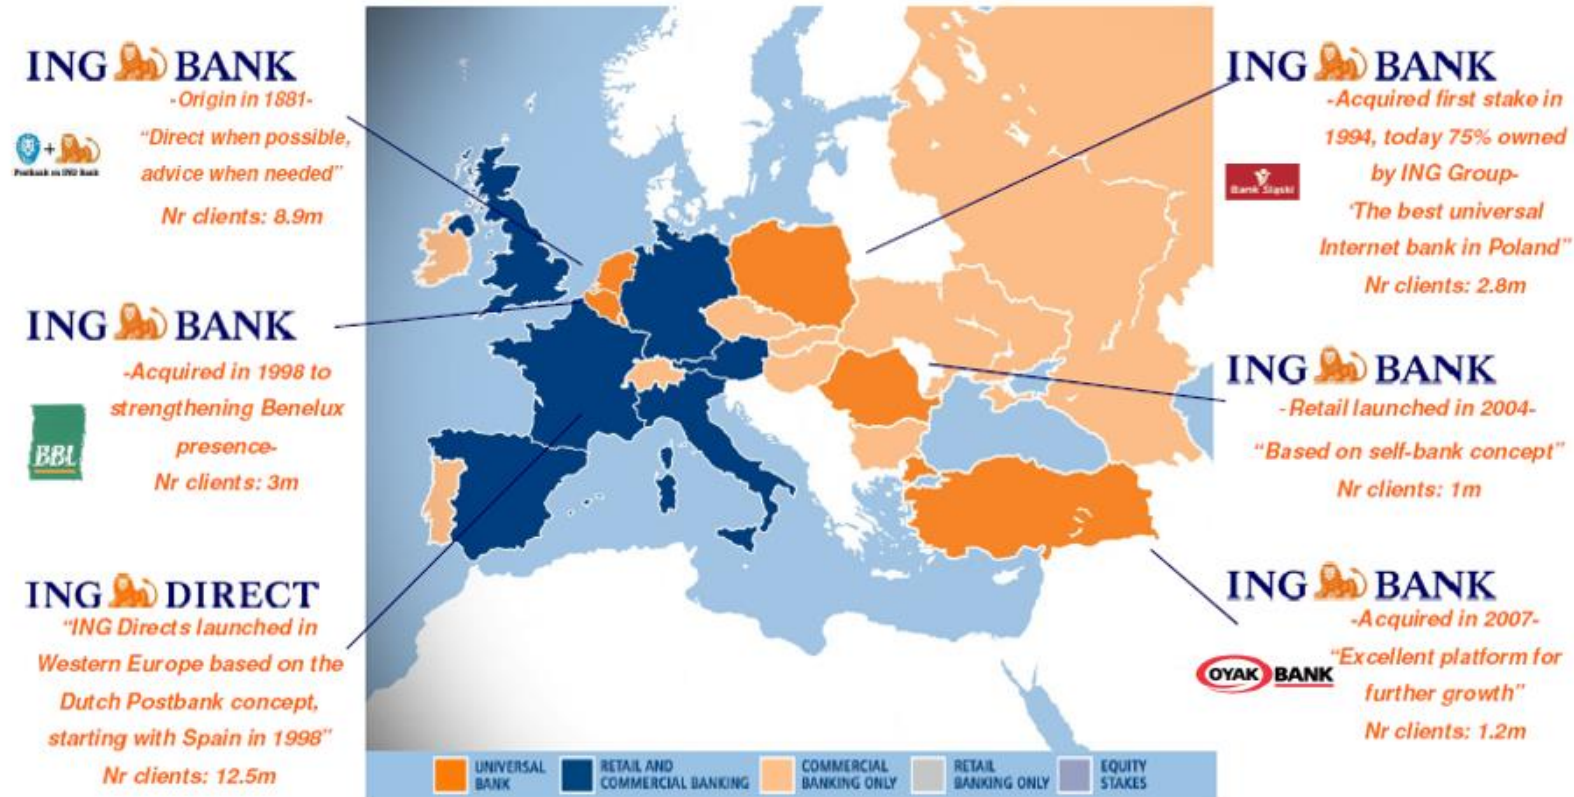 ING BANK
-Origin in 1881-
"Direct when possible,
advice when needed"
Nr clients: 8.9m
+
Postbank en ING Bank
ING BANK
-Acquired in 1998 to
strengthening Benelux
presence-
Nr clients: 3m
BBL
ING DIRECT
"ING Directs launched in
Western Europe based on the
Dutch Postbank concept,
starting with Spain in 1998"
Nr clients: 12.5m
ING BANK
-Acquired first stake in
1994, today 75% owned
by ING Group-
'The best universal
Internet bank in Poland"
Nr clients: 2.8m
Bank Śląski
ING BANK
-Retail launched in 2004-
"Based on self-bank concept"
Nr clients: 1m
ING BANK
-Acquired in 2007-
"Excellent platform for
further growth"
Nr clients: 1.2m
OYAK BANK
UNIVERSAL
BANK
RETAIL AND
COMMERCIAL BANKING
COMMERCIAL
BANKING ONLY
RETAIL
BANKING ONLY
EQUITY
STAKES